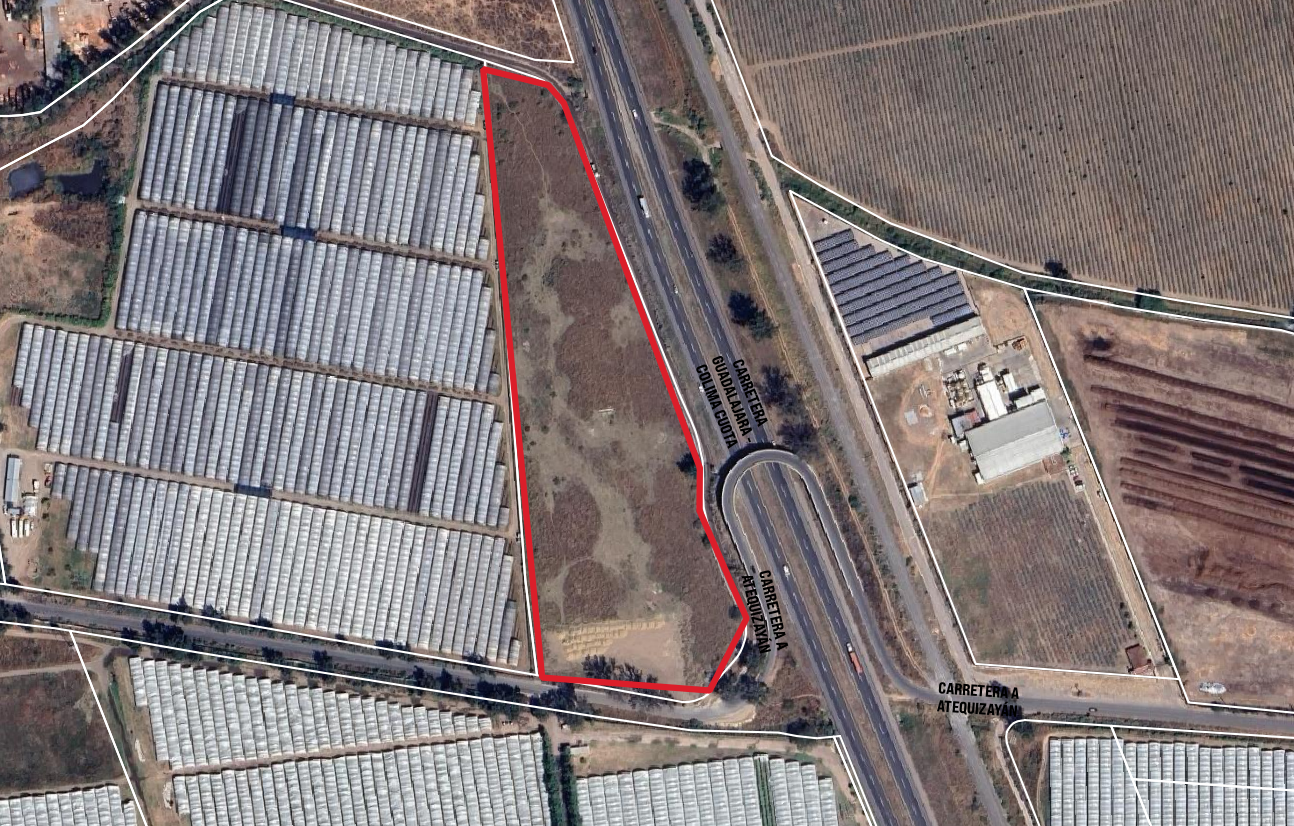 CARRETERA
GUADALAJARA -
COLIMA CUOTA
CARRETERA A
ATEQUIZAYÁN
CARRETERA A
ATEQUIZAYÁN